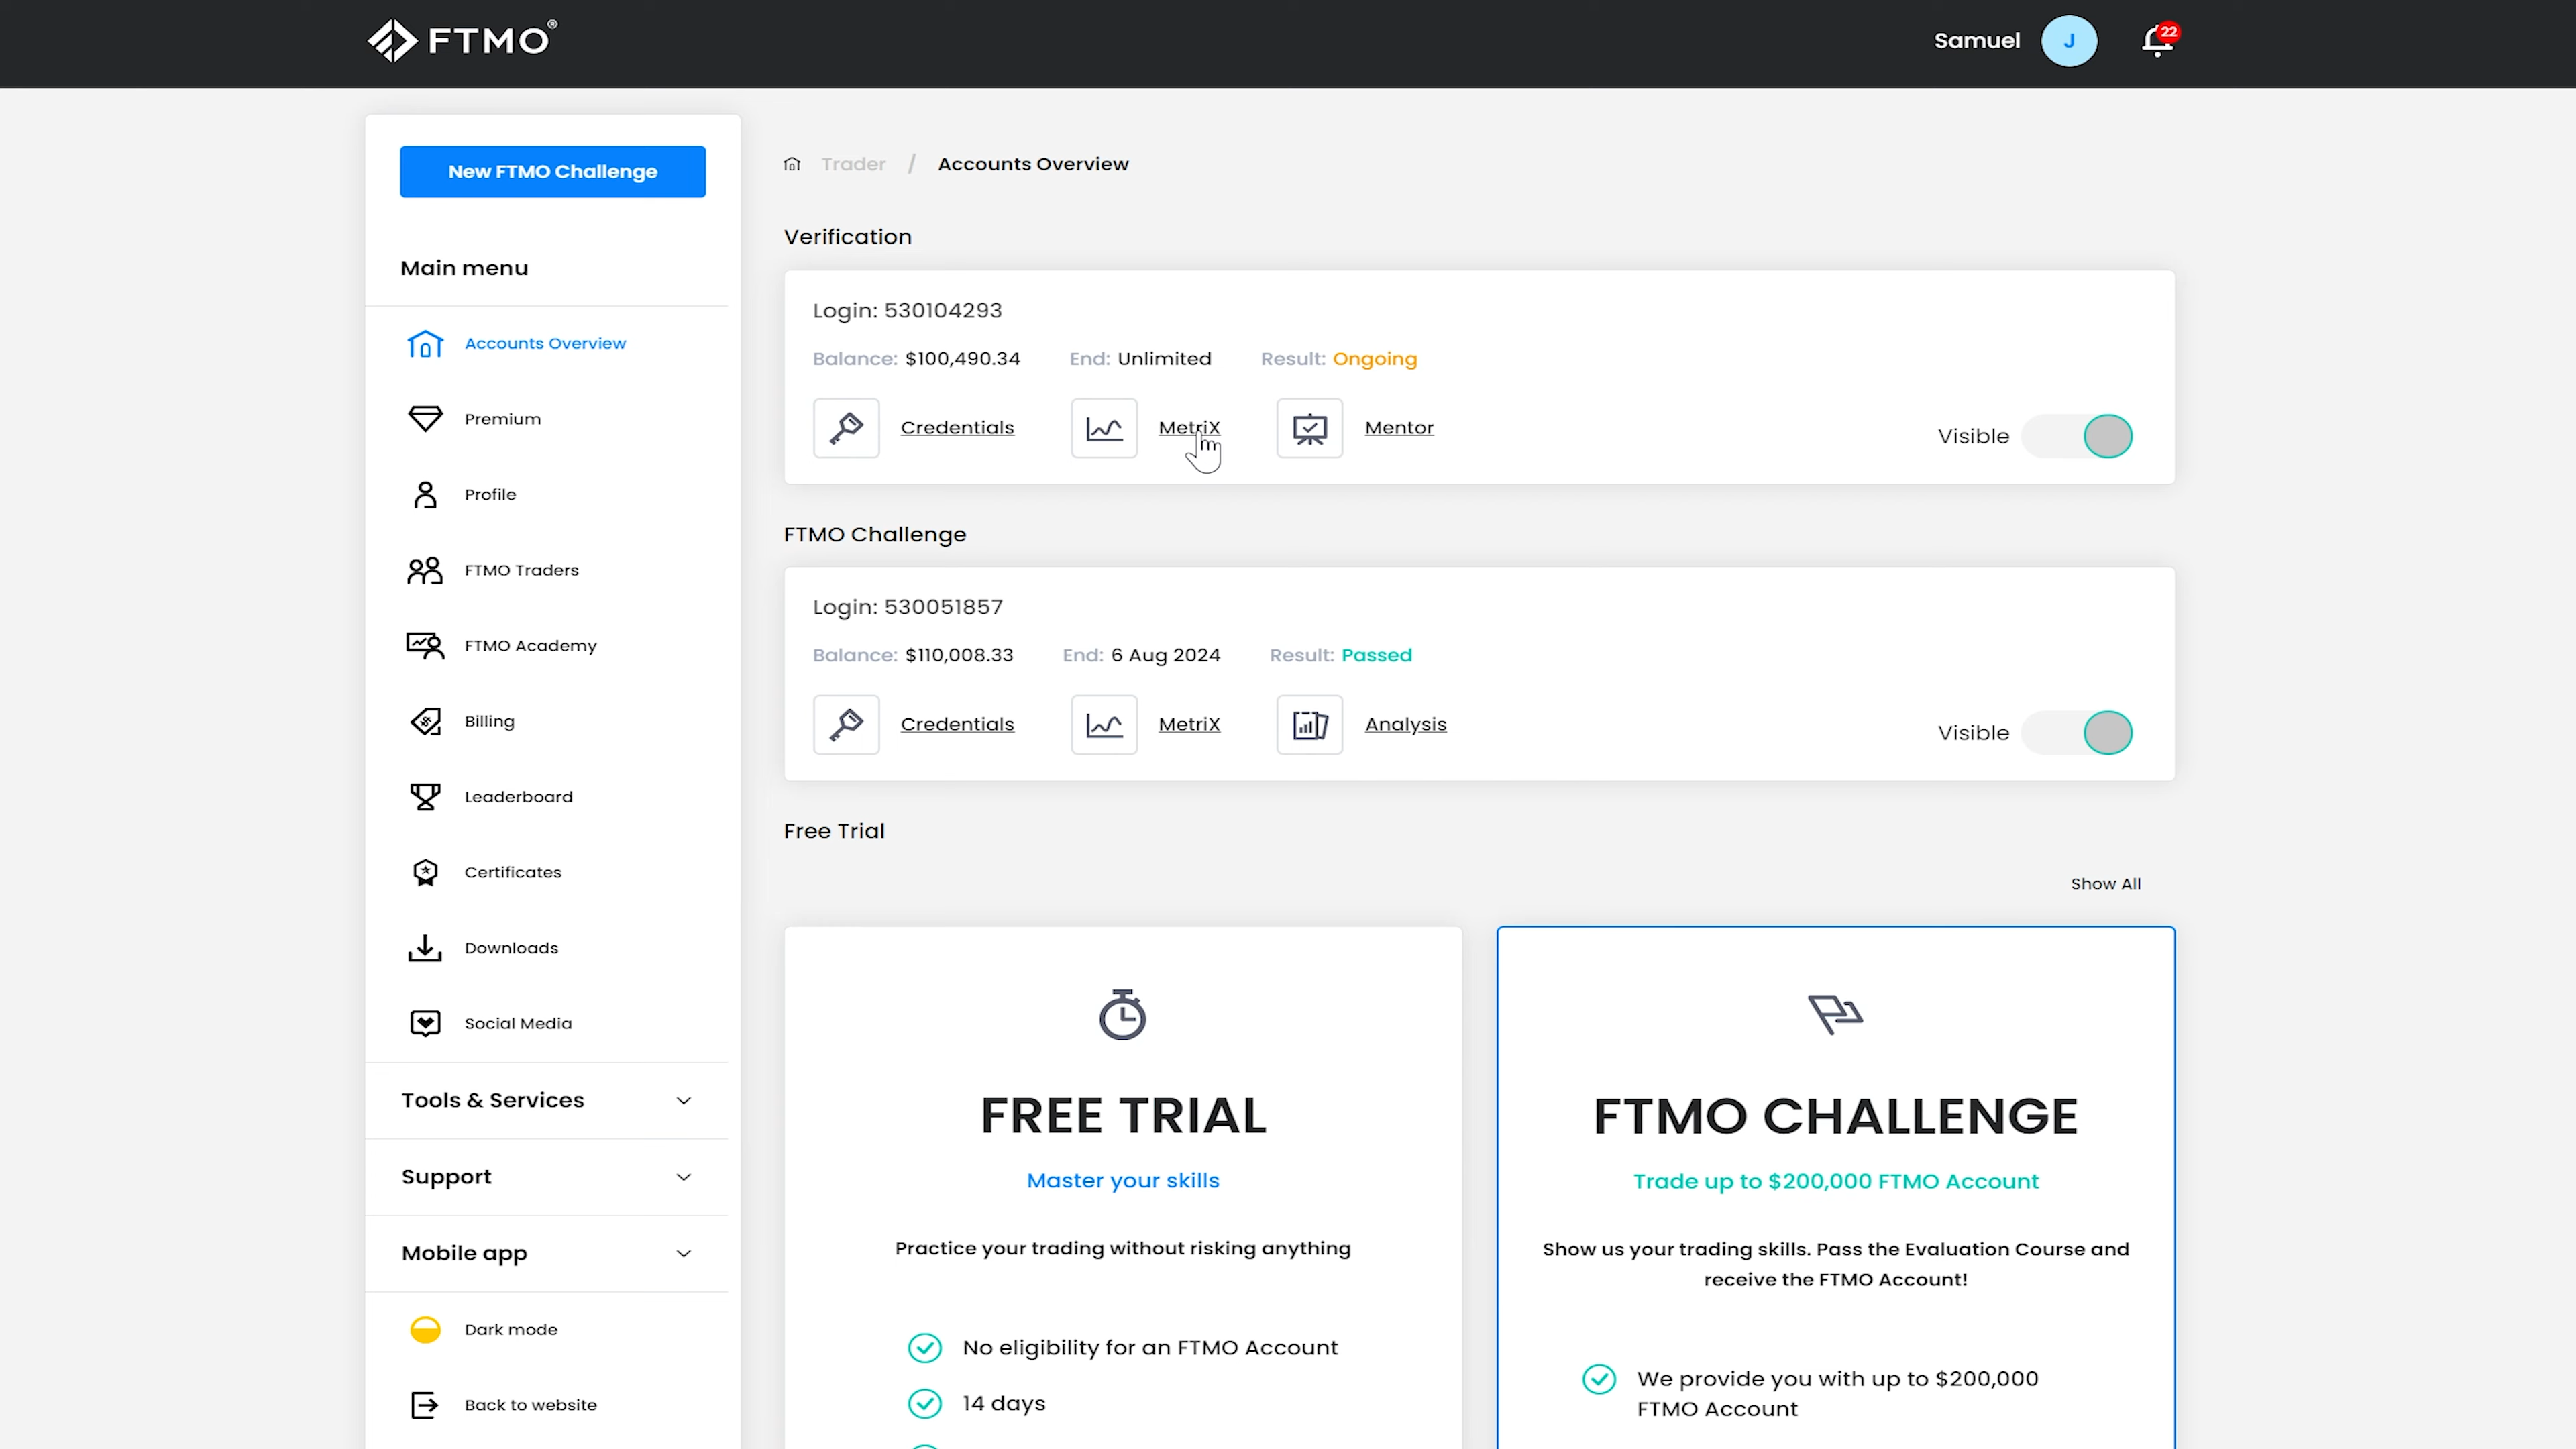 FTMO®
Samuel
J
22
New FTMO Challenge
Main menu
Accounts Overview
Premium
Profile
FTMO Traders
FTMO Academy
Billing
Leaderboard
Certificates
Downloads
Social Media
Tools & Services
Support
Mobile app
Dark mode
Back to website
Trader / Accounts Overview
Verification
Login: 530104293
Balance: $100,490.34 End: Unlimited Result: Ongoing
Credentials MetriX Mentor
Visible
FTMO Challenge
Login: 530051857
Balance: $110,008.33 End: 6 Aug 2024 Result: Passed
Credentials MetriX Analysis
Visible
Free Trial
Show All
FREE TRIAL
Master your skills
Practice your trading without risking anything
No eligibility for an FTMO Account
14 days
FTMO CHALLENGE
Trade up to $200,000 FTMO Account
Show us your trading skills. Pass the Evaluation Course and
receive the FTMO Account!
We provide you with up to $200,000
FTMO Account